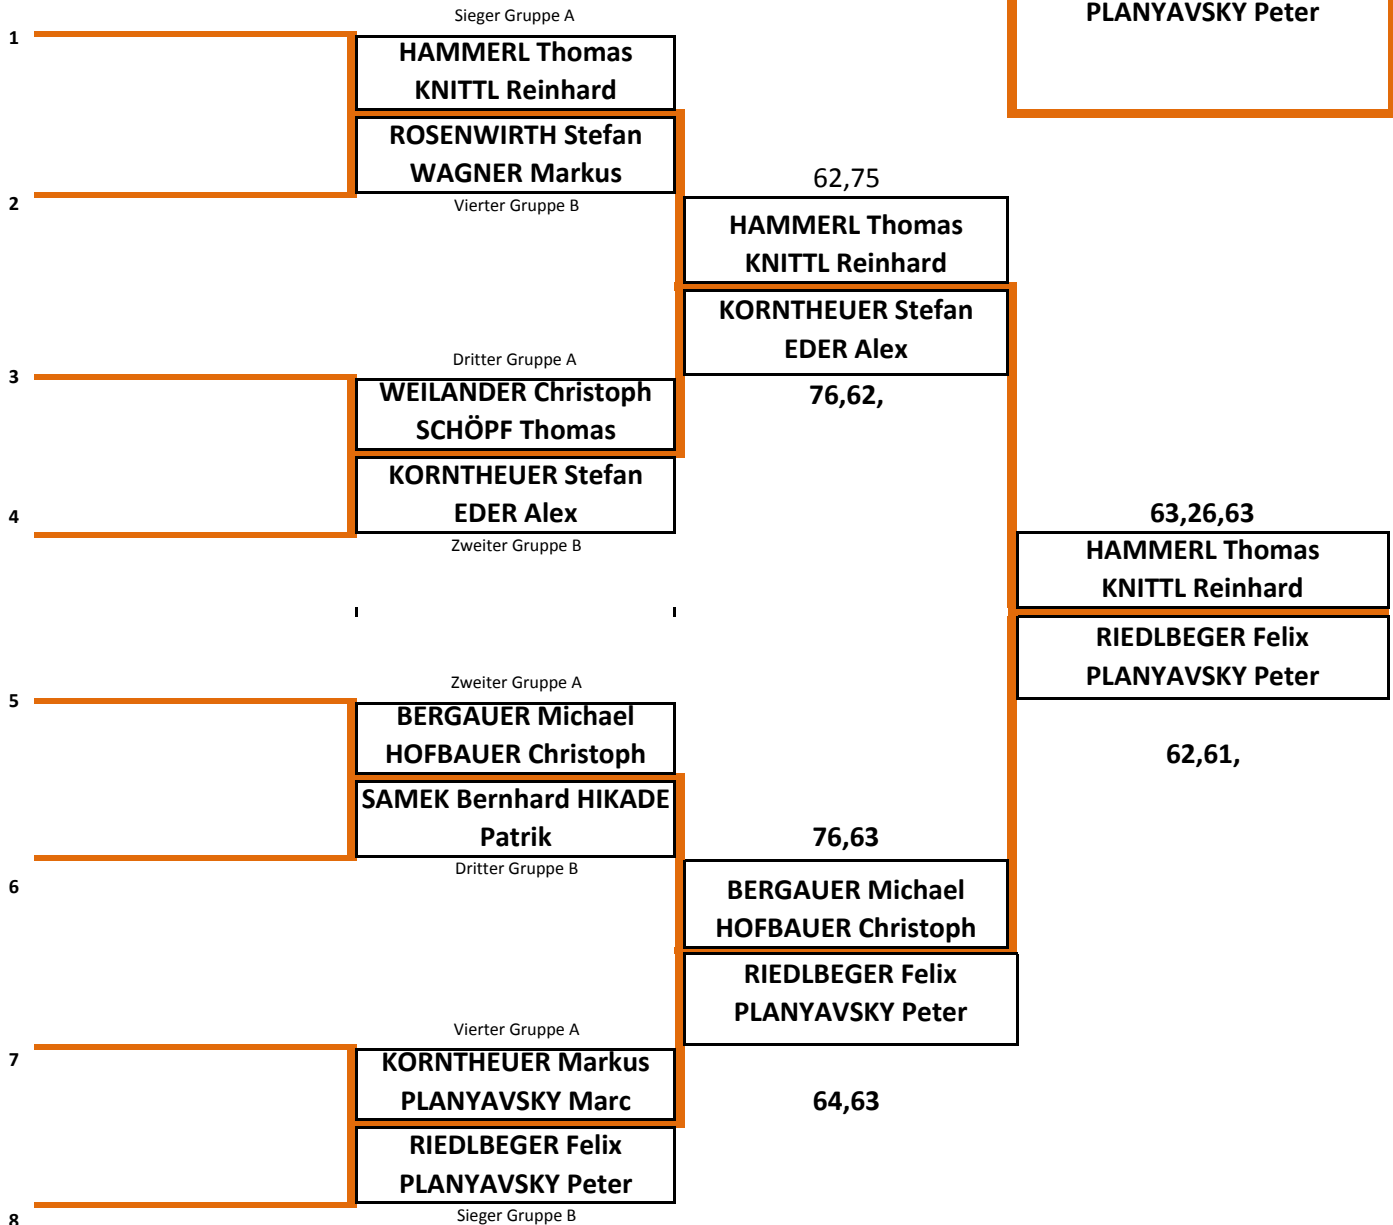 Sieger Gruppe A
PLANYAVSKY Peter
1
HAMMERL Thomas
KNITTL Reinhard
ROSENWIRTH Stefan
WAGNER Markus
2
Vierter Gruppe B
62,75
HAMMERL Thomas
KNITTL Reinhard
KORNTHEUER Stefan
EDER Alex
76,62,
Dritter Gruppe A
3
WEILANDER Christoph
SCHÖPF Thomas
KORNTHEUER Stefan
EDER Alex
4
Zweiter Gruppe B
63,26,63
HAMMERL Thomas
KNITTL Reinhard
RIEDLBEGER Felix
PLANYAVSKY Peter
62,61,
Zweiter Gruppe A
5
BERGAUER Michael
HOFBAUER Christoph
SAMEK Bernhard HIKADE
Patrik
Dritter Gruppe B
6
76,63
BERGAUER Michael
HOFBAUER Christoph
RIEDLBEGER Felix
PLANYAVSKY Peter
64,63
Vierter Gruppe A
7
KORNTHEUER Markus
PLANYAVSKY Marc
RIEDLBEGER Felix
PLANYAVSKY Peter
8
Sieger Gruppe B